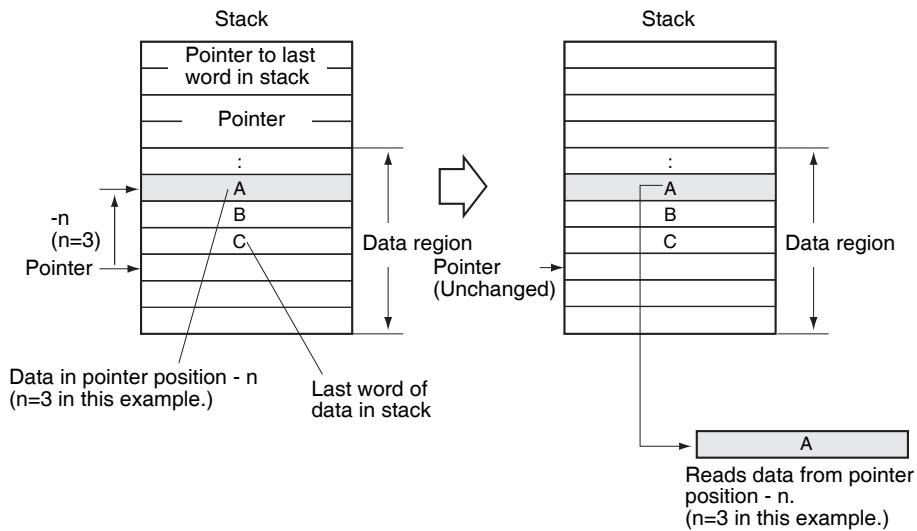 Stack
Pointer to last
word in stack
Pointer
:
A
B
C
-n
(n=3)
Pointer
Data region
Data in pointer position - n
(n=3 in this example.)
Last word of
data in stack
Stack
:
A
B
C
Pointer
(Unchanged)
Data region
A
Reads data from pointer
position - n.
(n=3 in this example.)